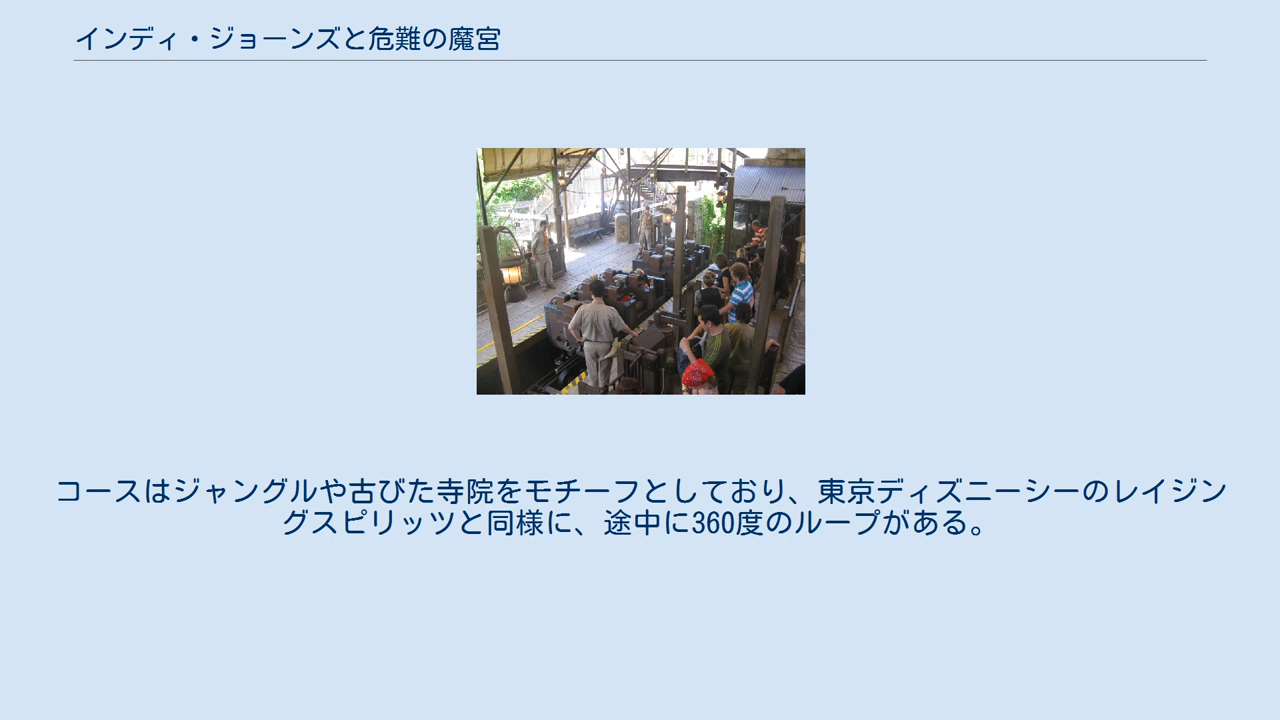 インディ・ジョーンズと危難の魔宮
コースはジャングルや古びた寺院をモチーフとしており、東京ディズニーシーのレイジン
グスピリッツと同様に、途中に360度のループがある。